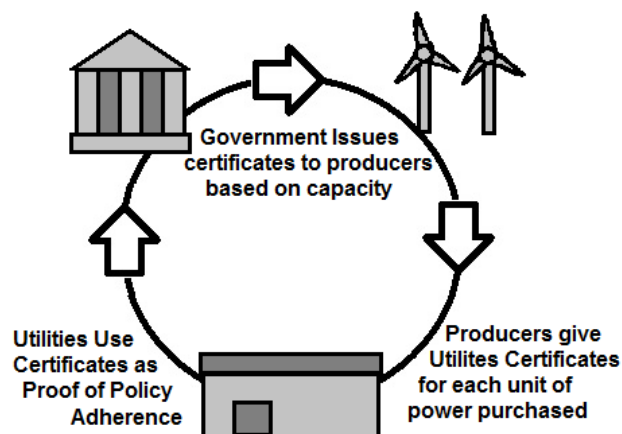 Government Issues
certificates to producers
based on capacity
Producers give
Utilites Certificates
for each unit of
power purchased
Utilities Use
Certificates as
Proof of Policy
Adherence